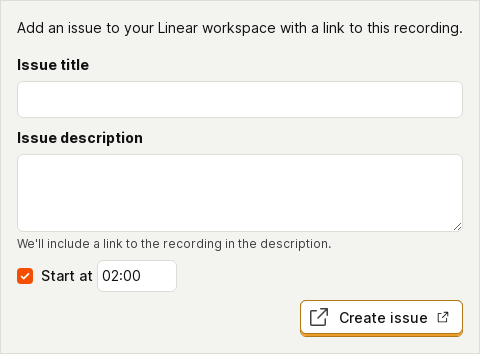 Add an issue to your Linear workspace with a link to this recording.
Issue title
Issue description
We'll include a link to the recording in the description.
Start at 02:00
Create issue